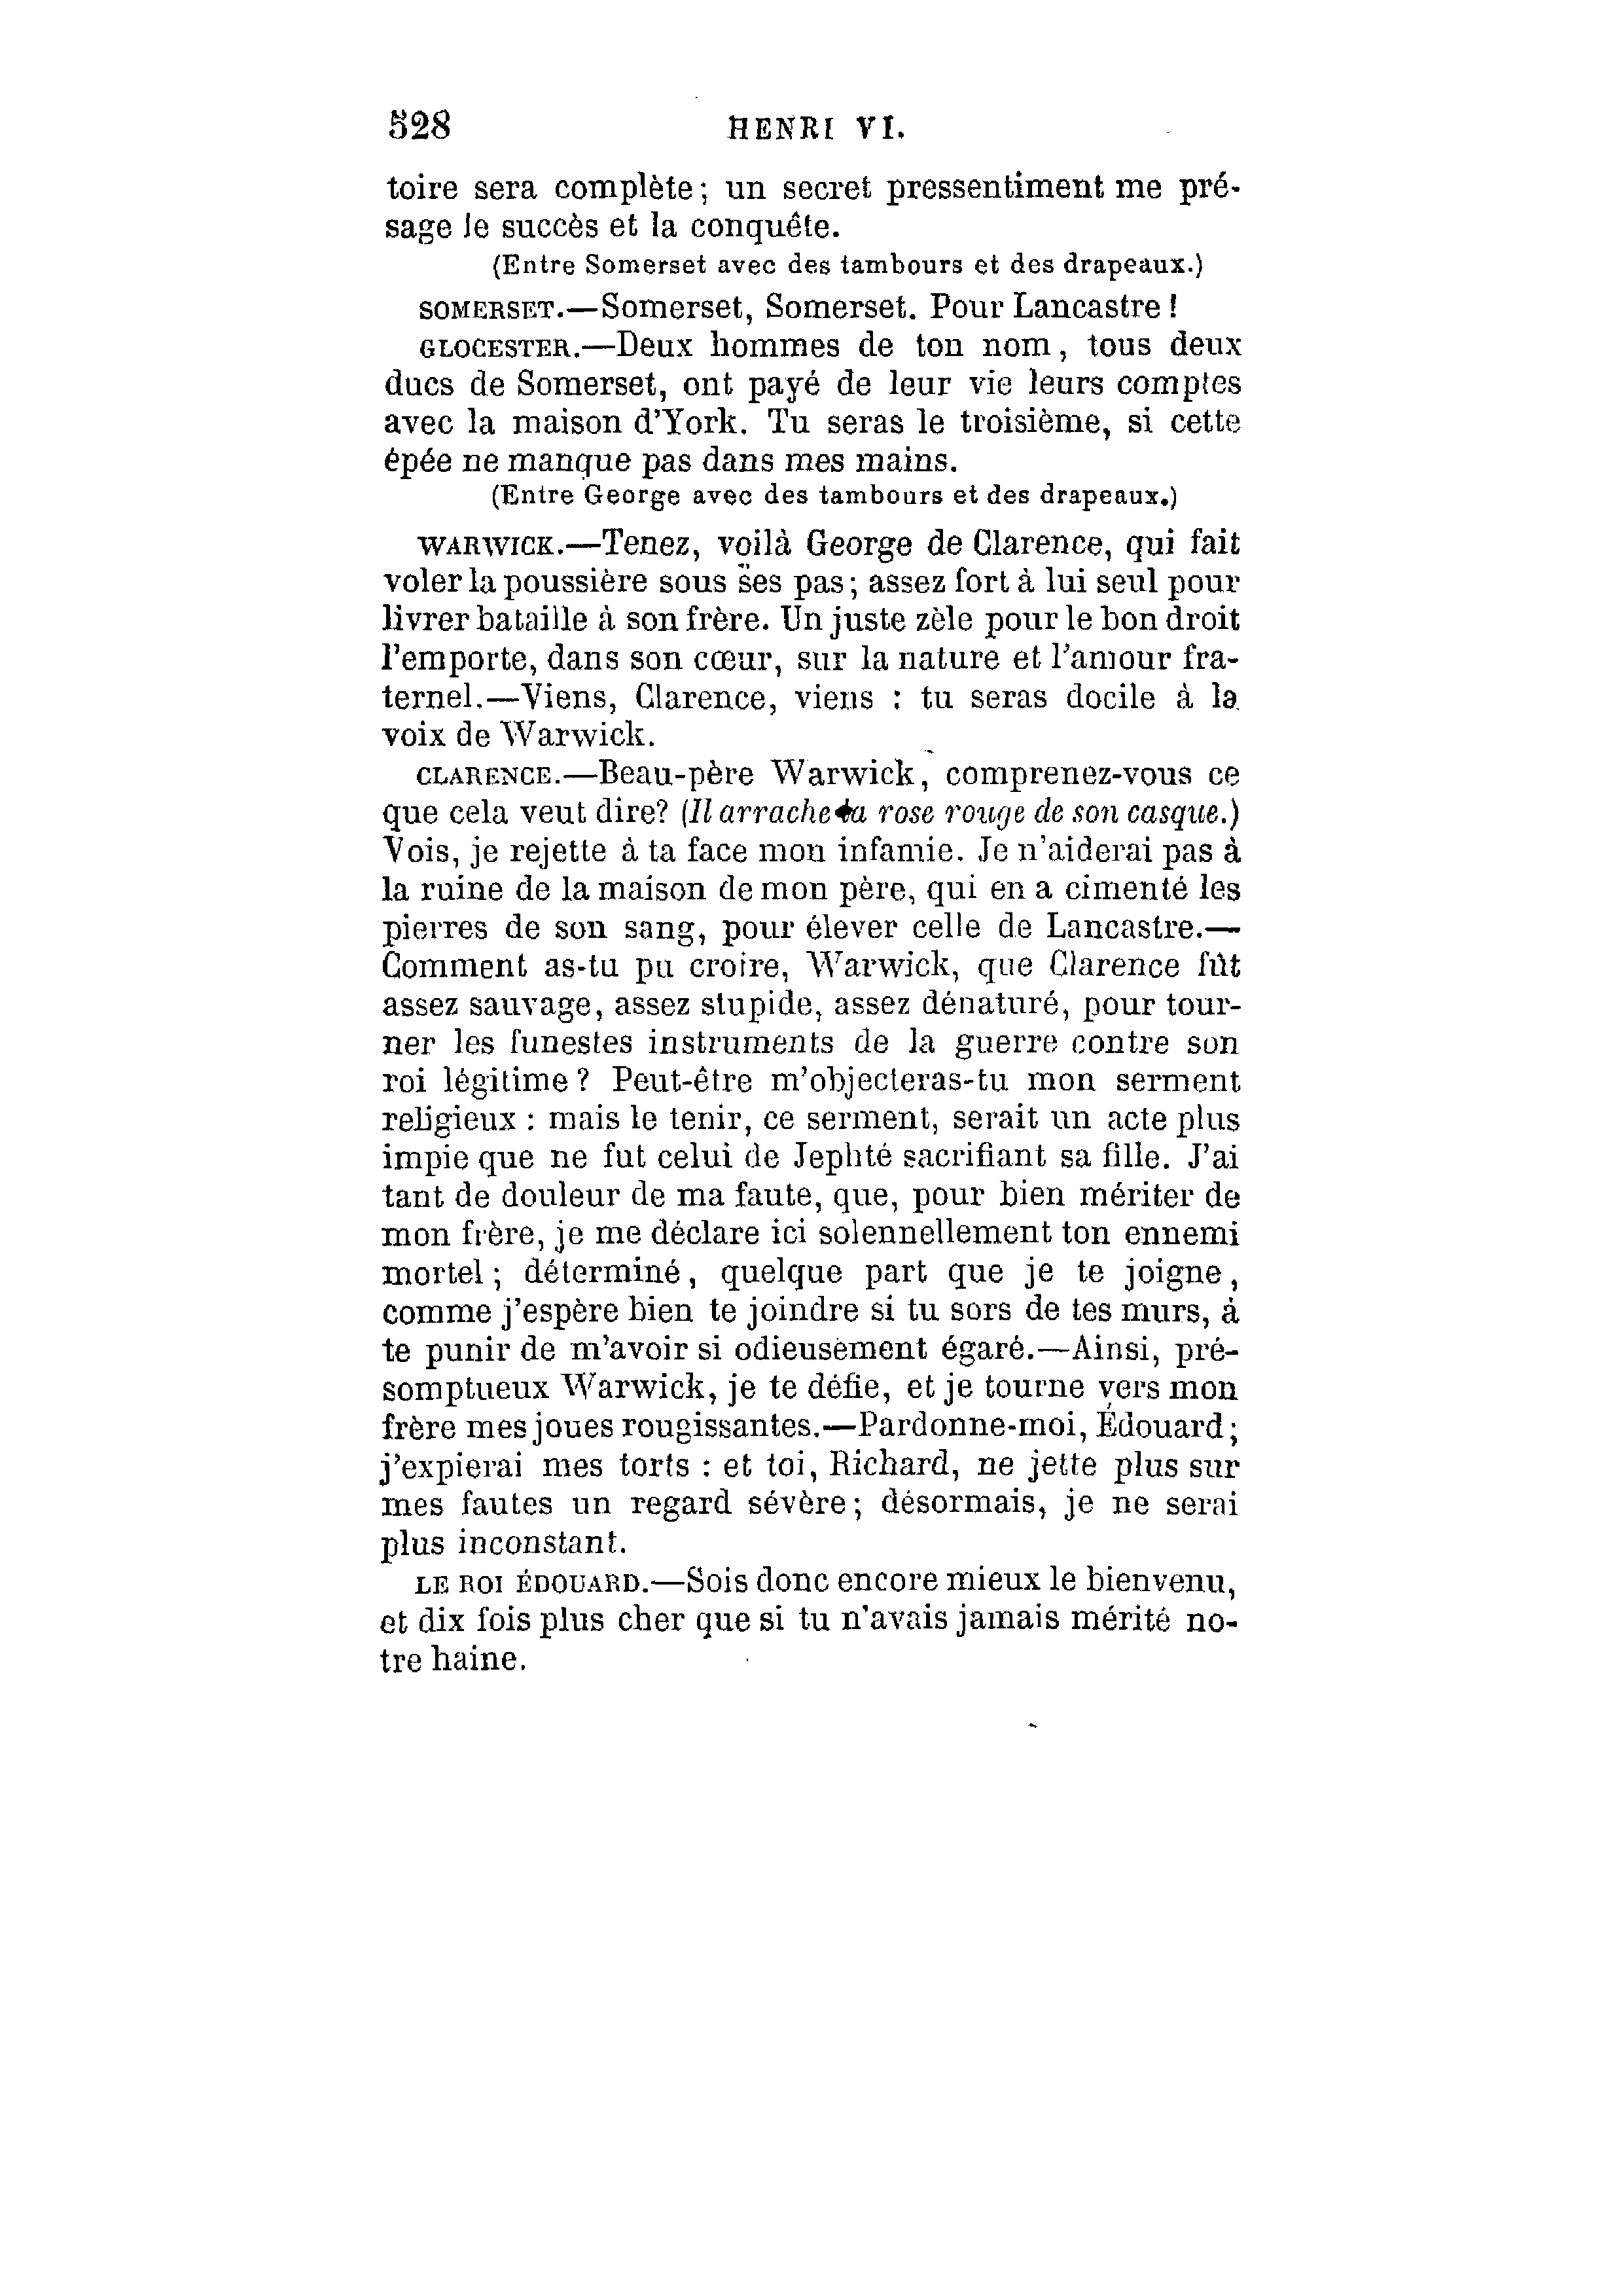 528 HENRI VI.
toire sera complète; un secret pressentiment me pré-
sage le succès et la conquête.
(Entre Somerset avec des tambours et des drapeaux.)
SOMERSET.—Somerset, Somerset. Pour Lancastre!
GLOCESTER.—Deux hommes de ton nom, tous deux
ducs de Somerset, ont payé de leur vie leurs comptes
avec la maison d'York. Tu seras le troisième, si cette
épée ne manque pas dans mes mains.
(Entre George avec des tambours et des drapeaux.)
WARWICK.—Tenez, voilà George de Clarence, qui fait
voler la poussière sous ses pas; assez fort à lui seul pour
livrer bataille à son frère. Un juste zèle pour le bon droit
l'emporte, dans son cœur, sur la nature et l'amour fra-
ternel.—Viens, Clarence, viens : tu seras docile à la
voix de Warwick.
CLARENCE.—Beau-père Warwick, comprenez-vous ce
que cela veut dire? (Il arrache la rose rouge de son casque.)
Vois, je rejette à ta face mon infamie. Je n'aiderai pas à
la ruine de la maison de mon père, qui en a cimenté les
pierres de son sang, pour élever celle de Lancastre.—
Comment as-tu pu croire, Warwick, que Clarence fût
assez sauvage, assez stupide, assez dénaturé, pour tour-
ner les funestes instruments de la guerre contre son
roi légitime? Peut-être m'objecteras-tu mon serment
religieux : mais le tenir, ce serment, serait un acte plus
impie que ne fut celui de Jephté sacrifiant sa fille. J'ai
tant de douleur de ma faute, que, pour bien mériter de
mon frère, je me déclare ici solennellement ton ennemi
mortel; déterminé, quelque part que je te joigne,
comme j'espère bien te joindre si tu sors de tes murs, à
te punir de m'avoir si odieusement égaré.—Ainsi, pré-
somptueux Warwick, je te défie, et je tourne vers mon
frère mes joues rougissantes.—Pardonne-moi, Édouard;
j'expierai mes torts : et toi, Richard, ne jette plus sur
mes fautes un regard sévère; désormais, je ne serai
plus inconstant.
LE ROI ÉDOUARD.—Sois donc encore mieux le bienvenu,
et dix fois plus cher que si tu n'avais jamais mérité no-
tre haine.